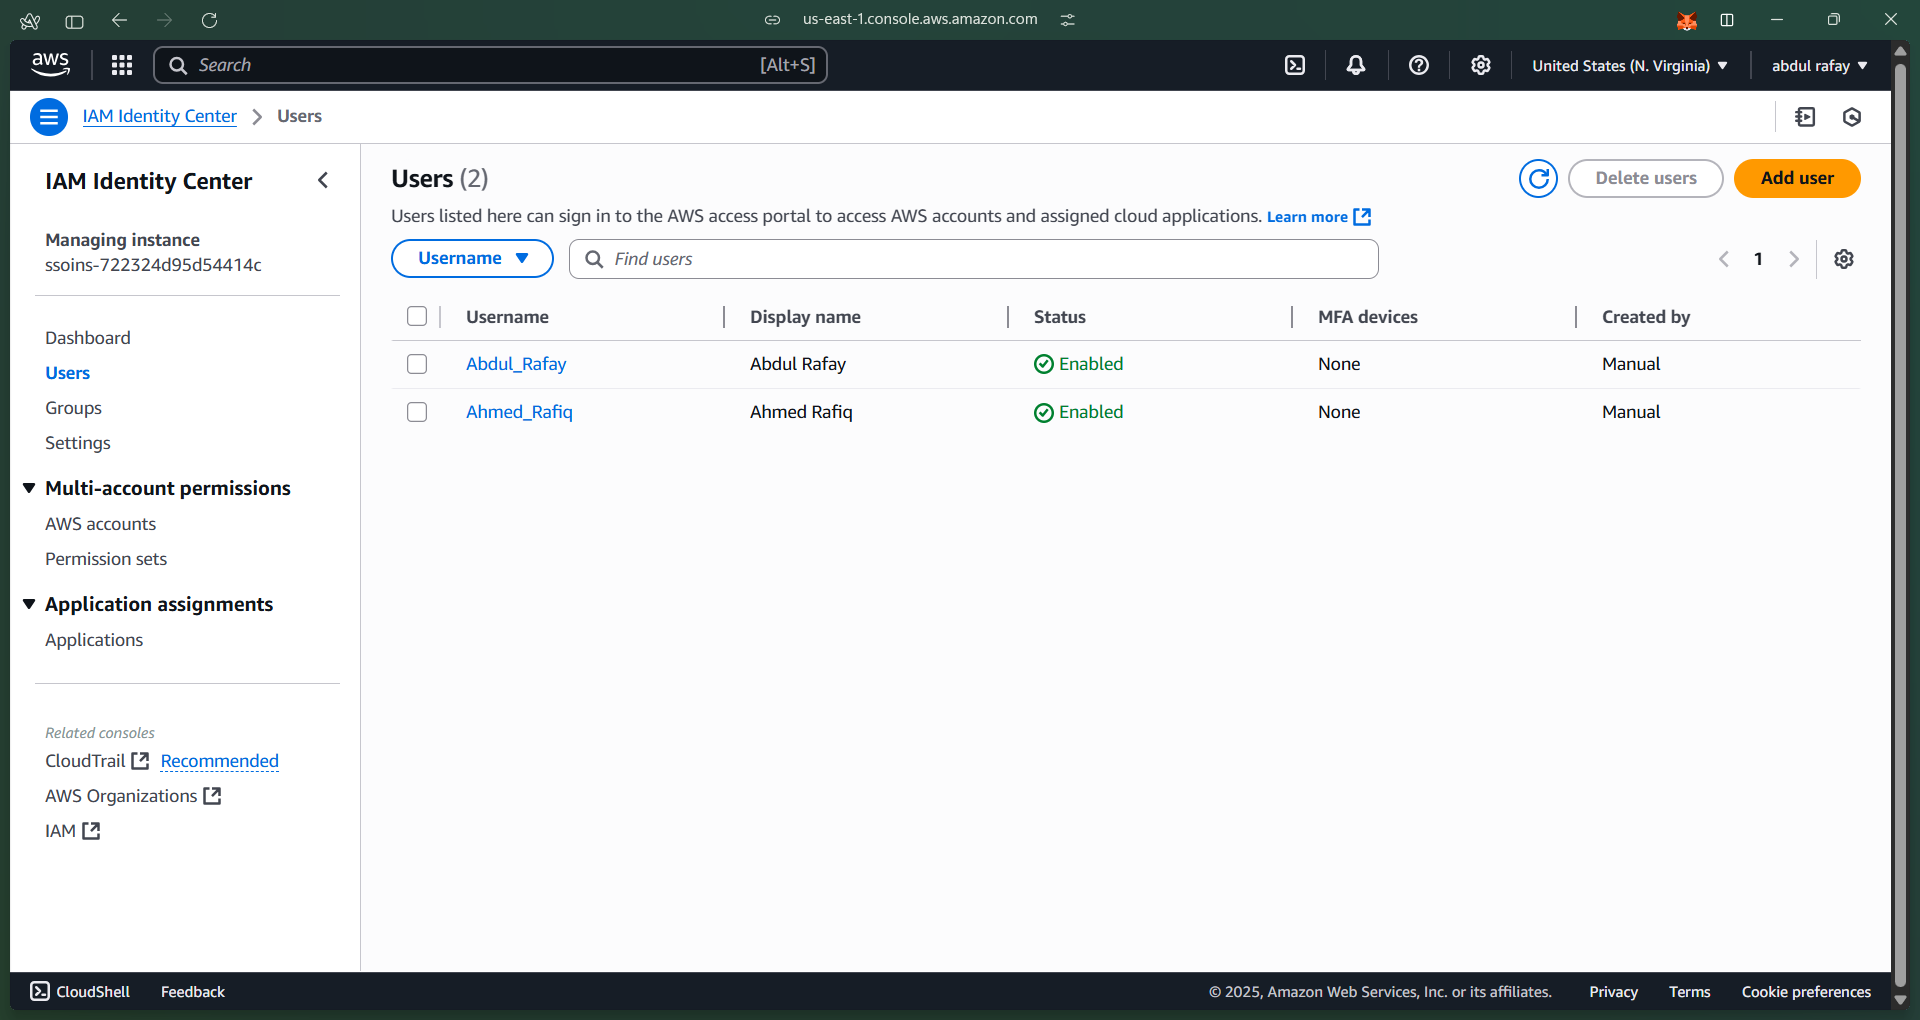 us-east-1.console.aws.amazon.com
aws
Search [Alt+S]
United States (N. Virginia)
abdul rafay
IAM Identity Center
Users
IAM Identity Center
Managing instance
ssoins-722324d95d54414c
Dashboard
Users
Groups
Settings
Multi-account permissions
AWS accounts
Permission sets
Application assignments
Applications
Related consoles
CloudTrail Recommended
AWS Organizations
IAM
Users (2)
Delete users
Add user
Users listed here can sign in to the AWS access portal to access AWS accounts and assigned cloud applications. Learn more
Username
Find users
1
Username Display name Status MFA devices Created by
Abdul_Rafay Abdul Rafay Enabled None Manual
Ahmed_Rafiq Ahmed Rafiq Enabled None Manual
CloudShell Feedback © 2025, Amazon Web Services, Inc. or its affiliates. Privacy Terms Cookie preferences